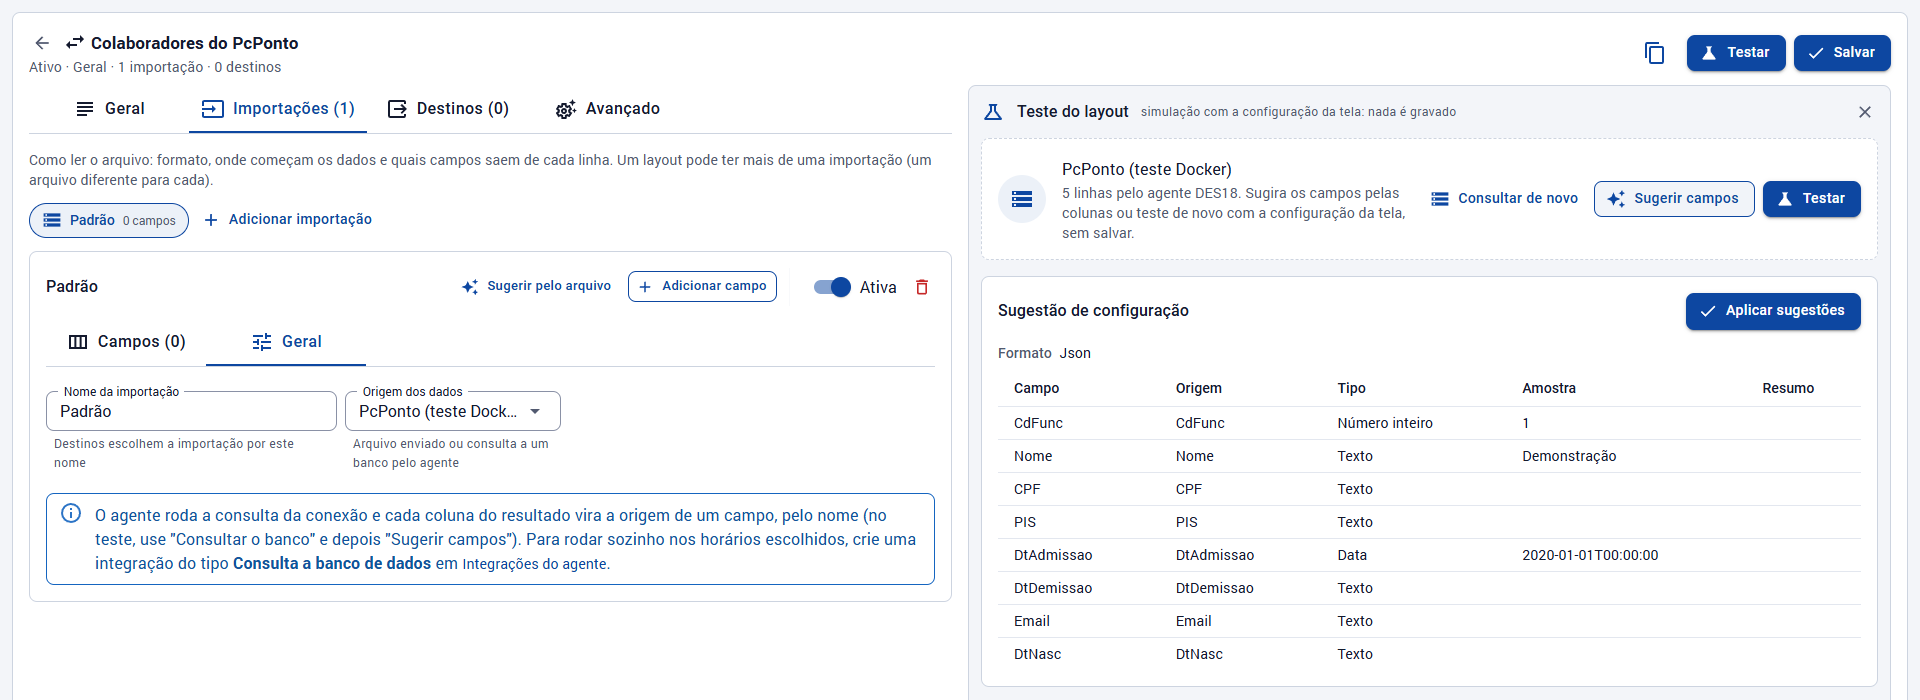 Colaboradores do PcPonto
Ativo · Geral · 1 importação · 0 destinos
Testar
Salvar
Geral
Importações (1)
Destinos (0)
Avançado
Como ler o arquivo: formato, onde começam os dados e quais campos saem de cada linha. Um layout pode ter mais de uma importação (um
arquivo diferente para cada).
Padrão 0 campos
Adicionar importação
Padrão
Sugerir pelo arquivo
Adicionar campo
Ativa
Campos (0)
Geral
Nome da importação
Padrão
Destinos escolhem a importação por este
nome
Origem dos dados
PcPonto (teste Dock...
Arquivo enviado ou consulta a um
banco pelo agente
O agente roda a consulta da conexão e cada coluna do resultado vira a origem de um campo, pelo nome (no
teste, use "Consultar o banco" e depois "Sugerir campos"). Para rodar sozinho nos horários escolhidos, crie uma
integração do tipo Consulta a banco de dados em Integrações do agente.
Teste do layout simulação com a configuração da tela: nada é gravado
PcPonto (teste Docker)
5 linhas pelo agente DES18. Sugira os campos pelas
colunas ou teste de novo com a configuração da tela,
sem salvar.
Consultar de novo
Sugerir campos
Testar
Sugestão de configuração
Aplicar sugestões
Formato Json
Campo Origem Tipo Amostra Resumo
CdFunc CdFunc Número inteiro 1
Nome Nome Texto Demonstração
CPF CPF Texto
PIS PIS Texto
DtAdmissao DtAdmissao Data 2020-01-01T00:00:00
DtDemissao DtDemissao Texto
Email Email Texto
DtNasc DtNasc Texto